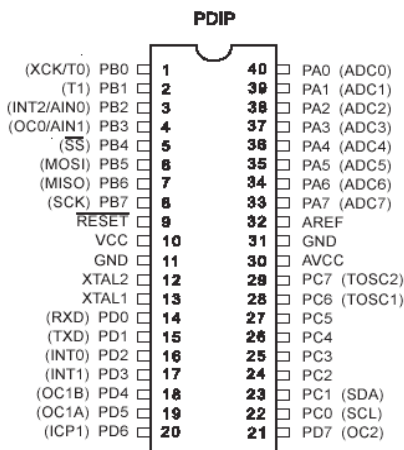 PDIP
(XCK/T0) PB0 1 40 PA0 (ADC0)
(T1) PB1 2 39 PA1 (ADC1)
(INT2/AIN0) PB2 3 38 PA2 (ADC2)
(OC0/AIN1) PB3 4 37 PA3 (ADC3)
(SS) PB4 5 36 PA4 (ADC4)
(MOSI) PB5 6 35 PA5 (ADC5)
(MISO) PB6 7 34 PA6 (ADC6)
(SCK) PB7 8 33 PA7 (ADC7)
RESET 9 32 AREF
VCC 10 31 GND
GND 11 30 AVCC
XTAL2 12 29 PC7 (TOSC2)
XTAL1 13 28 PC6 (TOSC1)
(RXD) PD0 14 27 PC5
(TXD) PD1 15 26 PC4
(INT0) PD2 16 25 PC3
(INT1) PD3 17 24 PC2
(OC1B) PD4 18 23 PC1 (SDA)
(OC1A) PD5 19 22 PC0 (SCL)
(ICP1) PD6 20 21 PD7 (OC2)